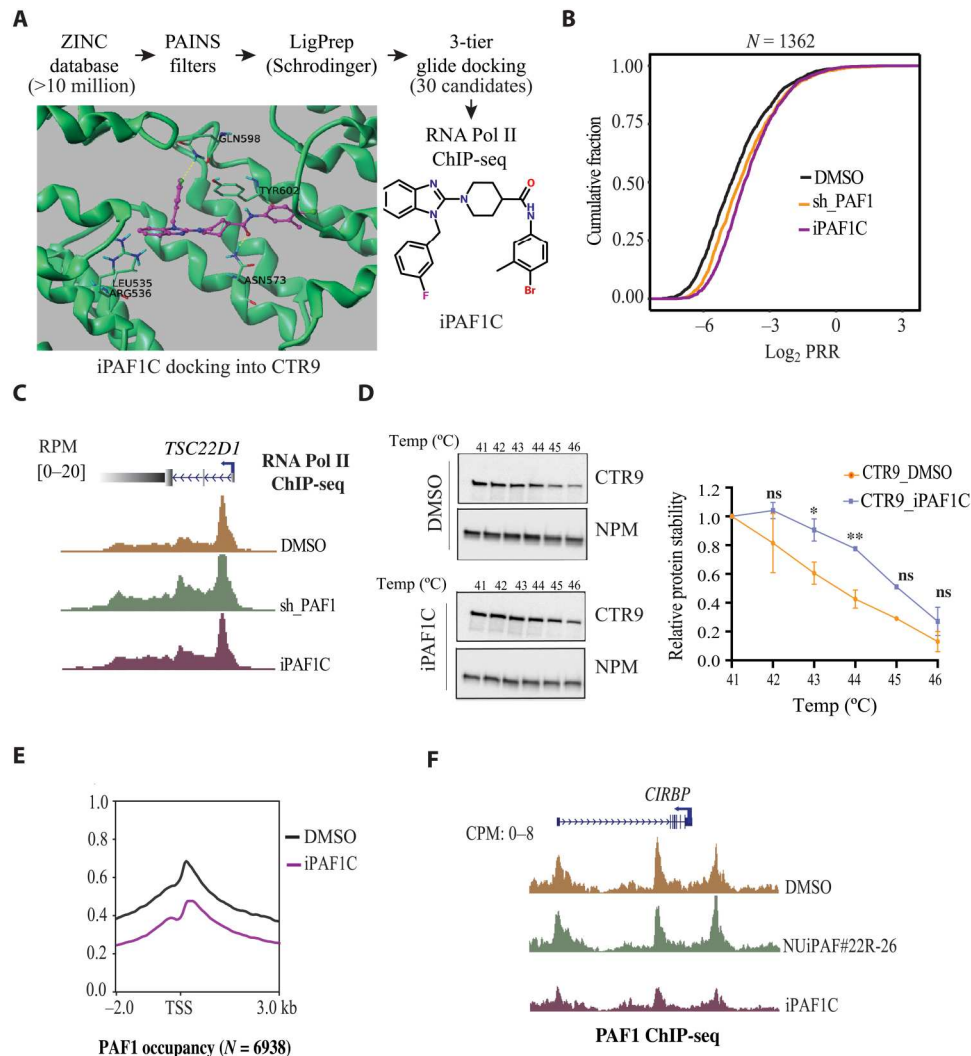 A
ZINC
database
(>10 million)
PAINS
filters
LigPrep
(Schrodinger)
3-tier
glide docking
(30 candidates)
RNA Pol II
ChIP-seq
GLN598
TYR602
LEU535
ARG536
ASN573
N
N
N
O
N
H
F
Br
iPAF1C
iPAF1C docking into CTR9
B
N = 1362
Cumulative fraction
1.00
0.75
0.50
0.25
0.00
DMSO
sh_PAF1
iPAF1C
−6
−3
0
3
Log2 PRR
C
RPM
[0–20]
TSC22D1
RNA Pol II
ChIP-seq
DMSO
sh_PAF1
iPAF1C
D
Temp (ºC)
41 42 43 44 45 46
DMSO
CTR9
NPM
Temp (ºC)
41 42 43 44 45 46
iPAF1C
CTR9
NPM
CTR9_DMSO
CTR9_iPAF1C
Relative protein stability
1.2
1.0
0.8
0.6
0.4
0.2
0.0
ns
*
**
ns
ns
41 42 43 44 45 46
Temp (ºC)
E
1.0
0.8
0.6
0.4
0.2
0.0
DMSO
iPAF1C
−2.0
TSS
3.0 kb
PAF1 occupancy (N = 6938)
F
CIRBP
CPM: 0–8
DMSO
NUiPAF#22R-26
iPAF1C
PAF1 ChIP-seq